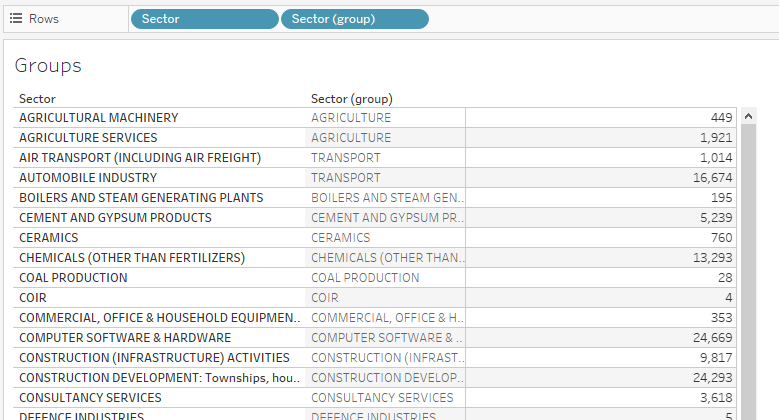 Rows Sector Sector (group)
Groups
Sector Sector (group)
AGRICULTURAL MACHINERY AGRICULTURE 449
AGRICULTURE SERVICES AGRICULTURE 1,921
AIR TRANSPORT (INCLUDING AIR FREIGHT) TRANSPORT 1,014
AUTOMOBILE INDUSTRY TRANSPORT 16,674
BOILERS AND STEAM GENERATING PLANTS BOILERS AND STEAM GEN.. 195
CEMENT AND GYPSUM PRODUCTS CEMENT AND GYPSUM PR.. 5,239
CERAMICS CERAMICS 760
CHEMICALS (OTHER THAN FERTILIZERS) CHEMICALS (OTHER THAN.. 13,293
COAL PRODUCTION COAL PRODUCTION 28
COIR COIR 4
COMMERCIAL, OFFICE & HOUSEHOLD EQUIPMEN.. COMMERCIAL, OFFICE & H.. 353
COMPUTER SOFTWARE & HARDWARE COMPUTER SOFTWARE & .. 24,669
CONSTRUCTION (INFRASTRUCTURE) ACTIVITIES CONSTRUCTION (INFRAST.. 9,817
CONSTRUCTION DEVELOPMENT: Townships, hou.. CONSTRUCTION DEVELOP.. 24,293
CONSULTANCY SERVICES CONSULTANCY SERVICES 3,618
DEFENCE INDUSTRIES DEFENCE INDUSTRIES 5